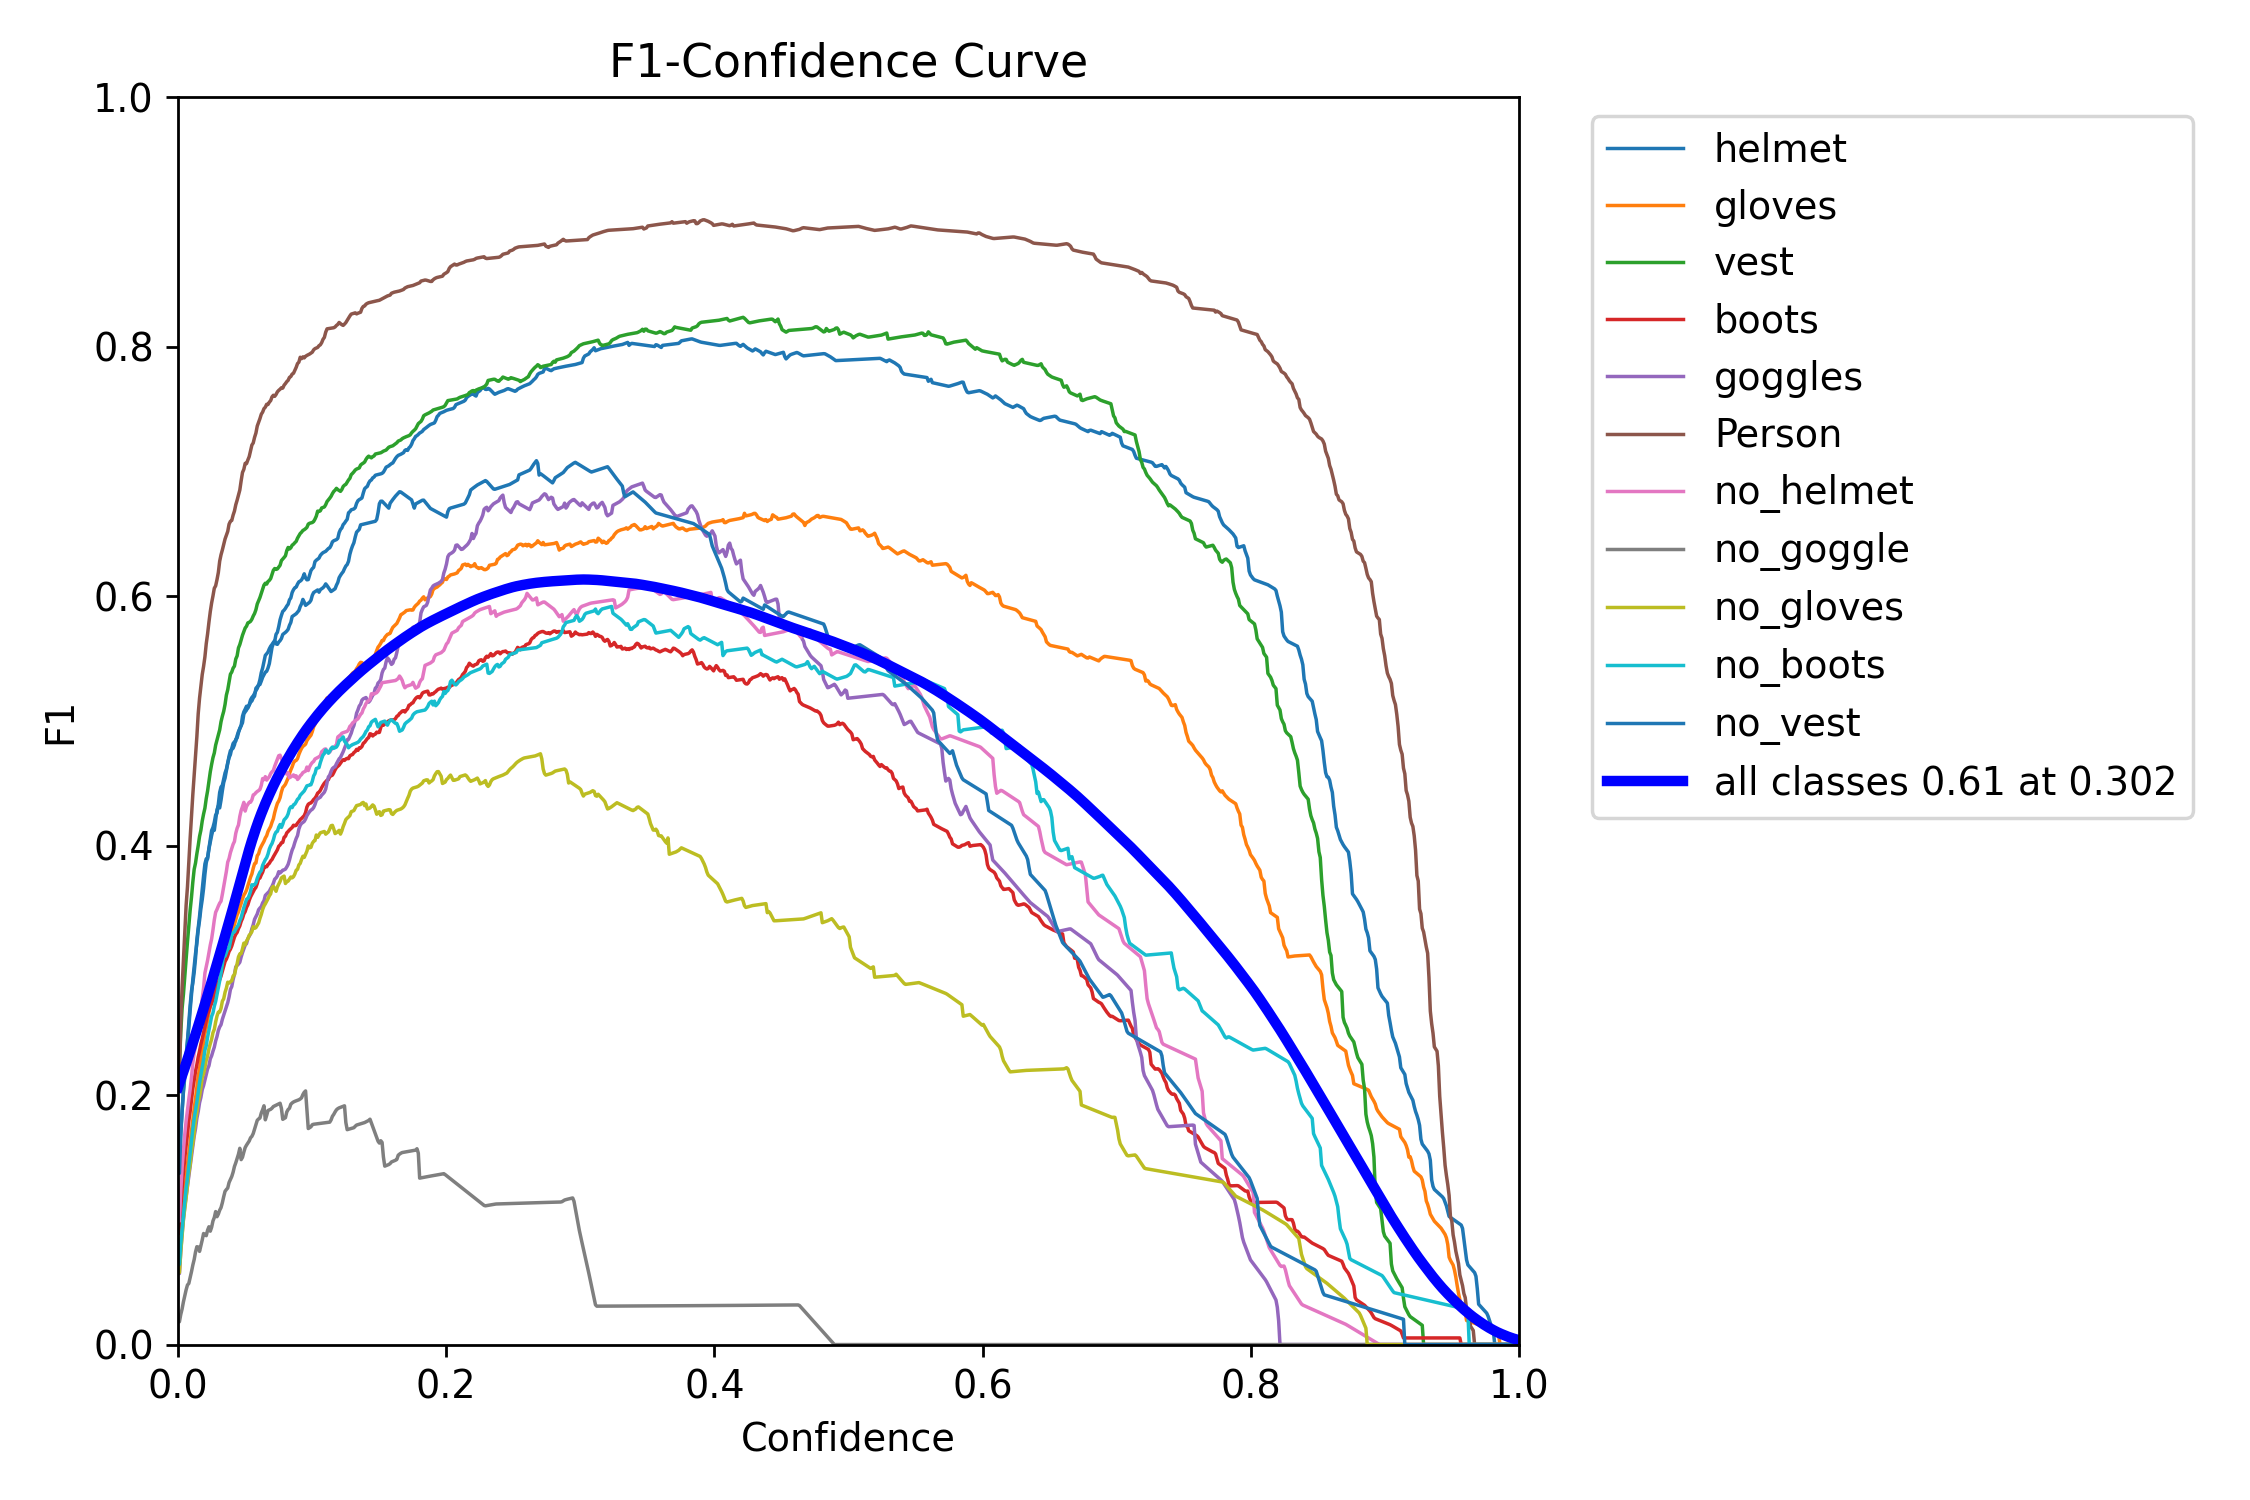 F1-Confidence Curve
1.0
0.8
0.6
0.4
0.2
0.0
F1
0.0 0.2 0.4 0.6 0.8 1.0
Confidence
helmet
gloves
vest
boots
goggles
Person
no_helmet
no_goggle
no_gloves
no_boots
no_vest
all classes 0.61 at 0.302